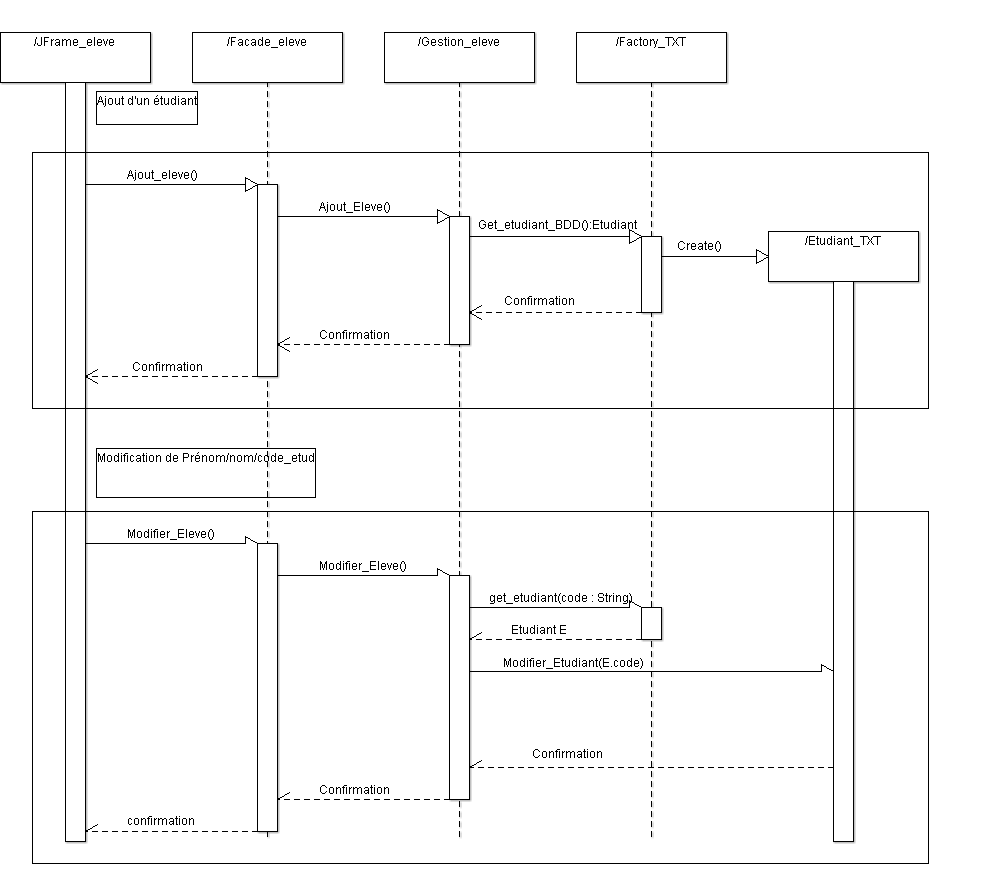 /JFrame_eleve
/Facade_eleve
/Gestion_eleve
/Factory_TXT
Ajout d'un étudiant
Ajout_eleve()
Ajout_Eleve()
Get_etudiant_BDD():Etudiant
Create()
/Etudiant_TXT
Confirmation
Confirmation
Confirmation
Modification de Prénom/nom/code_etud
Modifier_Eleve()
Modifier_Eleve()
get_etudiant(code : String)
Etudiant E
Modifier_Etudiant(E.code)
Confirmation
Confirmation
confirmation